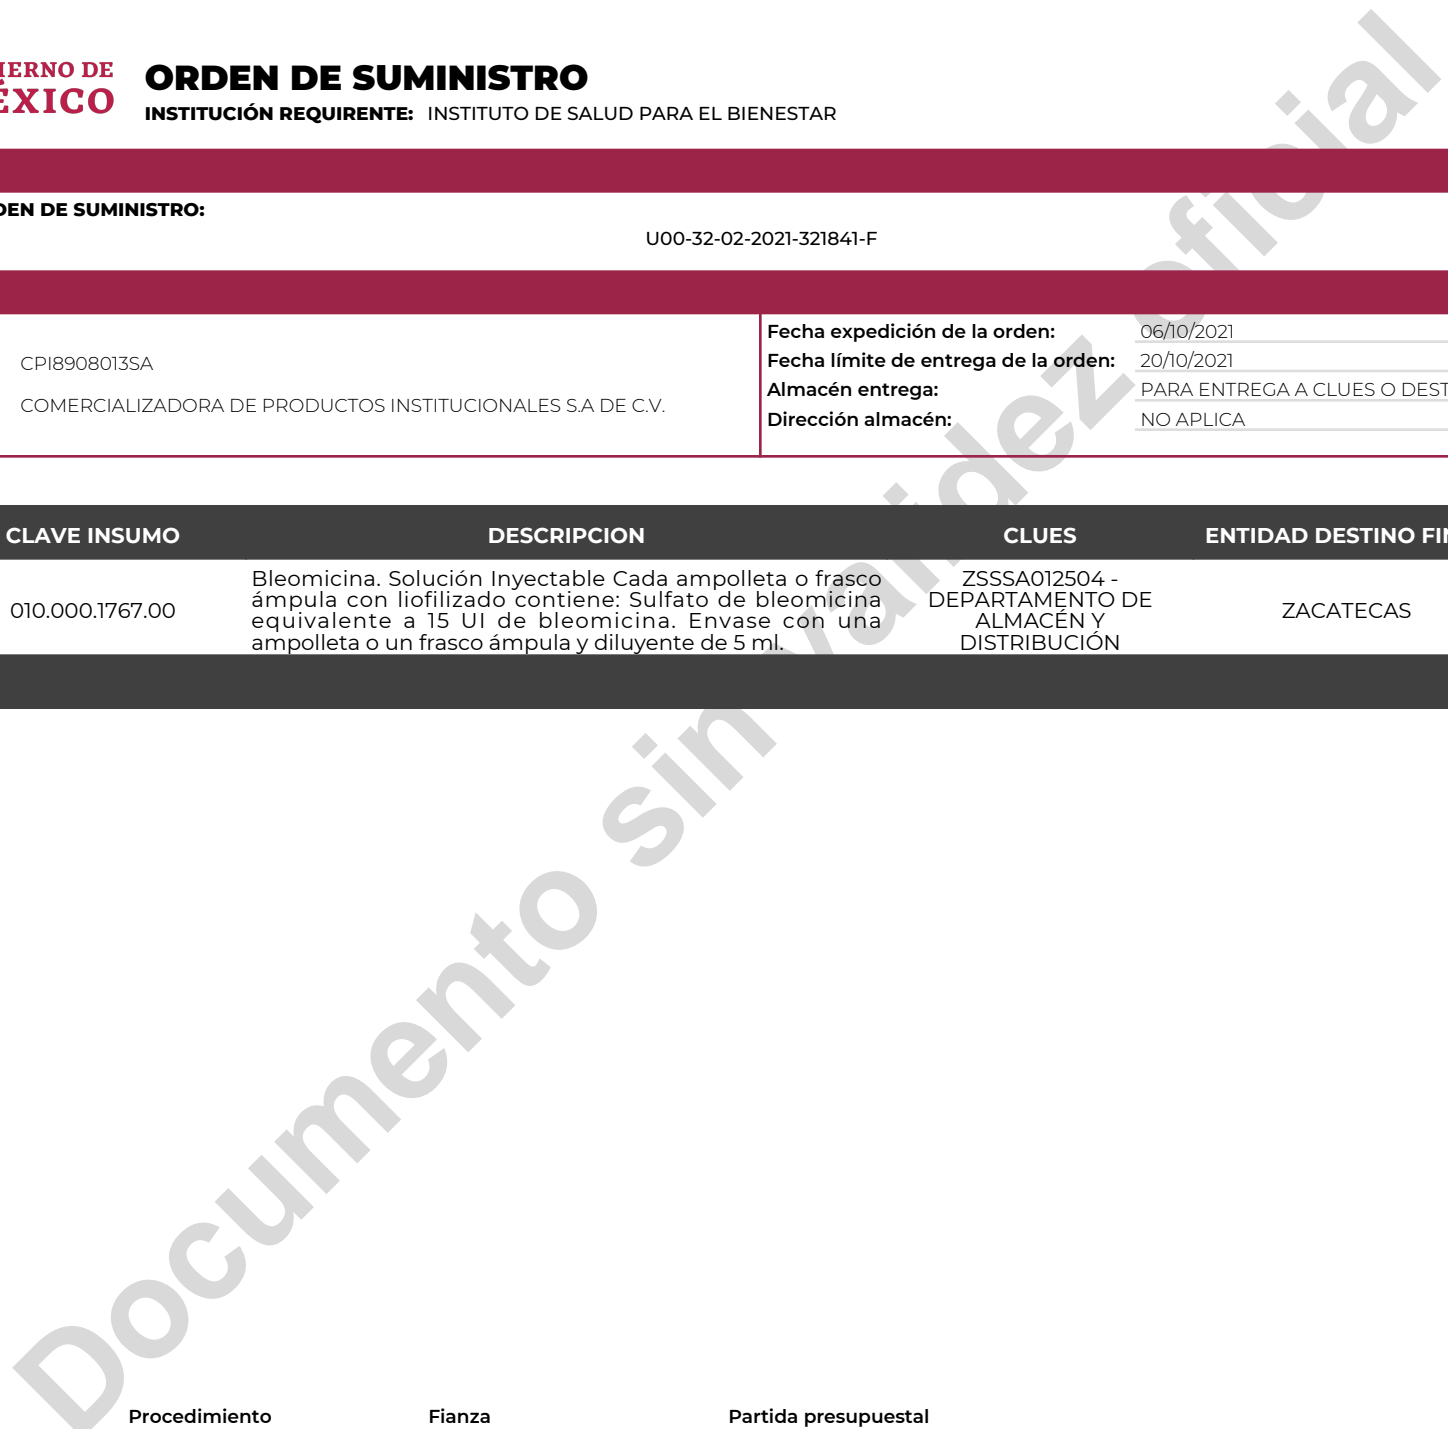 IERNO DE
ÉXICO
ORDEN DE SUMINISTRO
INSTITUCIÓN REQUIRENTE: INSTITUTO DE SALUD PARA EL BIENESTAR
DEN DE SUMINISTRO:
U00-32-02-2021-321841-F
CPI8908013SA
COMERCIALIZADORA DE PRODUCTOS INSTITUCIONALES S.A DE C.V.
Fecha expedición de la orden: 06/10/2021
Fecha límite de entrega de la orden: 20/10/2021
Almacén entrega: PARA ENTREGA A CLUES O DEST
Dirección almacén: NO APLICA
CLAVE INSUMO DESCRIPCION CLUES ENTIDAD DESTINO FIN
010.000.1767.00
Bleomicina. Solución Inyectable Cada ampolleta o frasco
ámpula con liofilizado contiene: Sulfato de bleomicina
equivalente a 15 UI de bleomicina. Envase con una
ampolleta o un frasco ámpula y diluyente de 5 ml.
ZSSSA012504 -
DEPARTAMENTO DE
ALMACÉN Y
DISTRIBUCIÓN
ZACATECAS
Documento sin validez oficial
Procedimiento Fianza Partida presupuestal